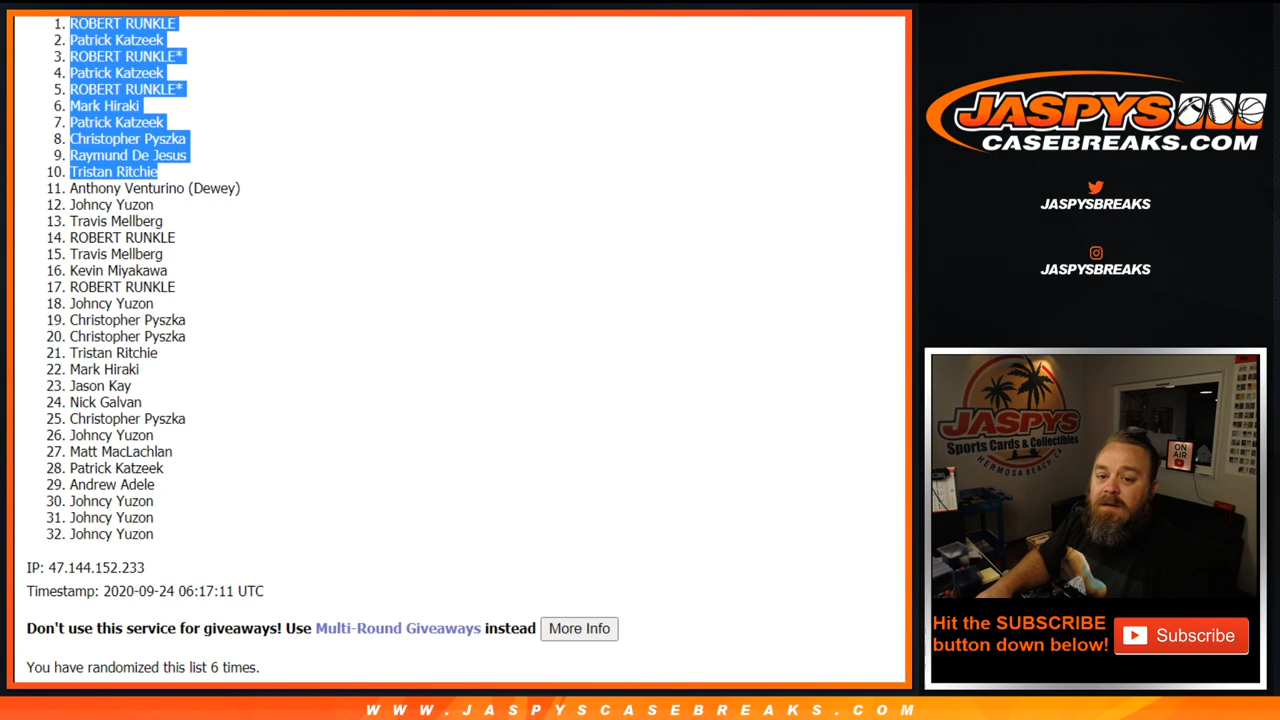 1. ROBERT RUNKLE
2. Patrick Katzeek
3. ROBERT RUNKLE*
4. Patrick Katzeek
5. ROBERT RUNKLE*
6. Mark Hiraki
7. Patrick Katzeek
8. Christopher Pyszka
9. Raymund De Jesus
10. Tristan Ritchie
11. Anthony Venturino (Dewey)
12. Johncy Yuzon
13. Travis Mellberg
14. ROBERT RUNKLE
15. Travis Mellberg
16. Kevin Miyakawa
17. ROBERT RUNKLE
18. Johncy Yuzon
19. Christopher Pyszka
20. Christopher Pyszka
21. Tristan Ritchie
22. Mark Hiraki
23. Jason Kay
24. Nick Galvan
25. Christopher Pyszka
26. Johncy Yuzon
27. Matt MacLachlan
28. Patrick Katzeek
29. Andrew Adele
30. Johncy Yuzon
31. Johncy Yuzon
32. Johncy Yuzon
IP: 47.144.152.233
Timestamp: 2020-09-24 06:17:11 UTC
Don't use this service for giveaways! Use Multi-Round Giveaways instead More Info
You have randomized this list 6 times.
JASPYS
CASEBREAKS.COM
JASPYSBREAKS
JASPYSBREAKS
JASPYS
Sports Cards & Collectibles
HERMOSA BEACH, CA
ON
AIR
Hit the SUBSCRIBE
button down below!
Subscribe
WWW.JASPYSCASEBREAKS.COM